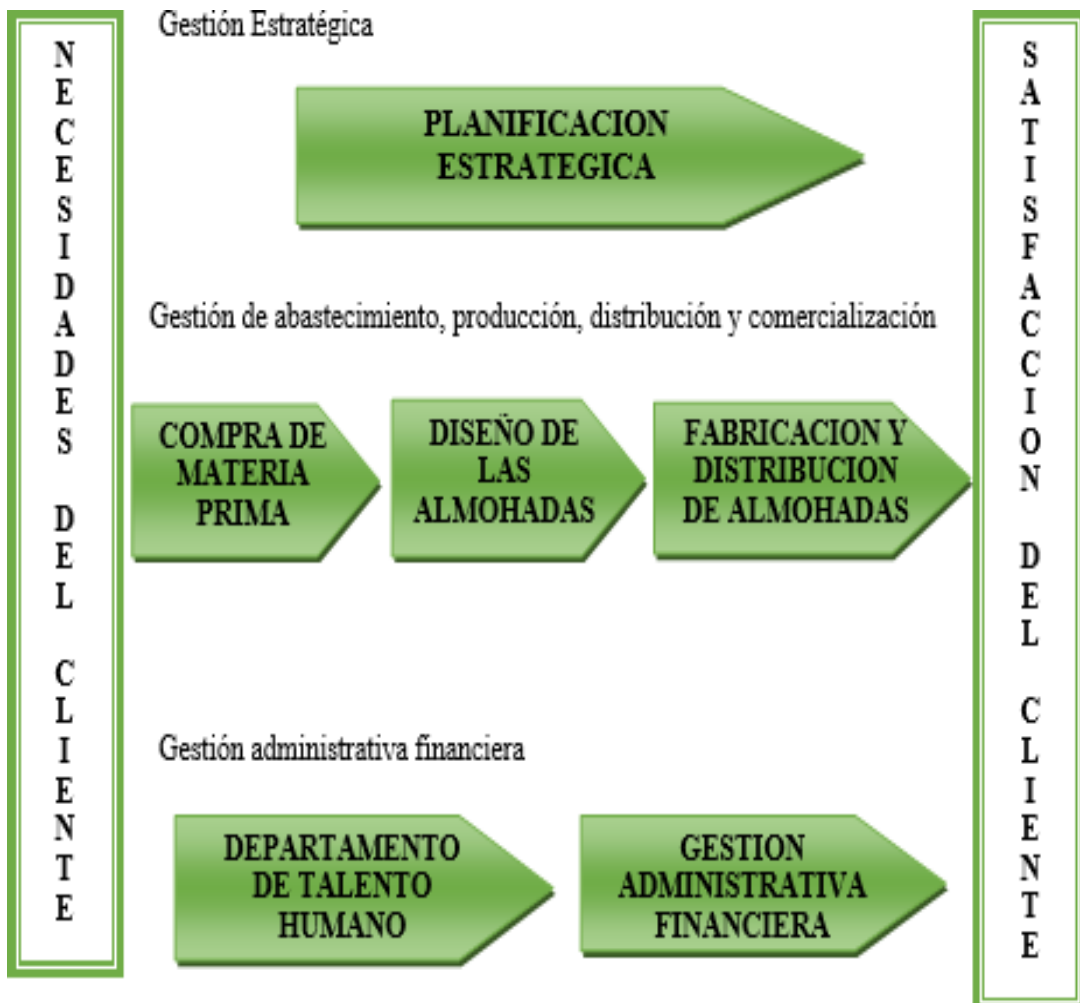 NECESIDADES DEL CLIENTE
Gestión Estratégica
PLANIFICACION
ESTRATEGICA
Gestión de abastecimiento, producción, distribución y comercialización
COMPRA DE
MATERIA
PRIMA
DISEÑO DE
LAS
ALMOHADAS
FABRICACION Y
DISTRIBUCION
DE ALMOHADAS
Gestión administrativa financiera
DEPARTAMENTO
DE TALENTO
HUMANO
GESTION
ADMINISTRATIVA
FINANCIERA
SATISFACCION DEL CLIENTE